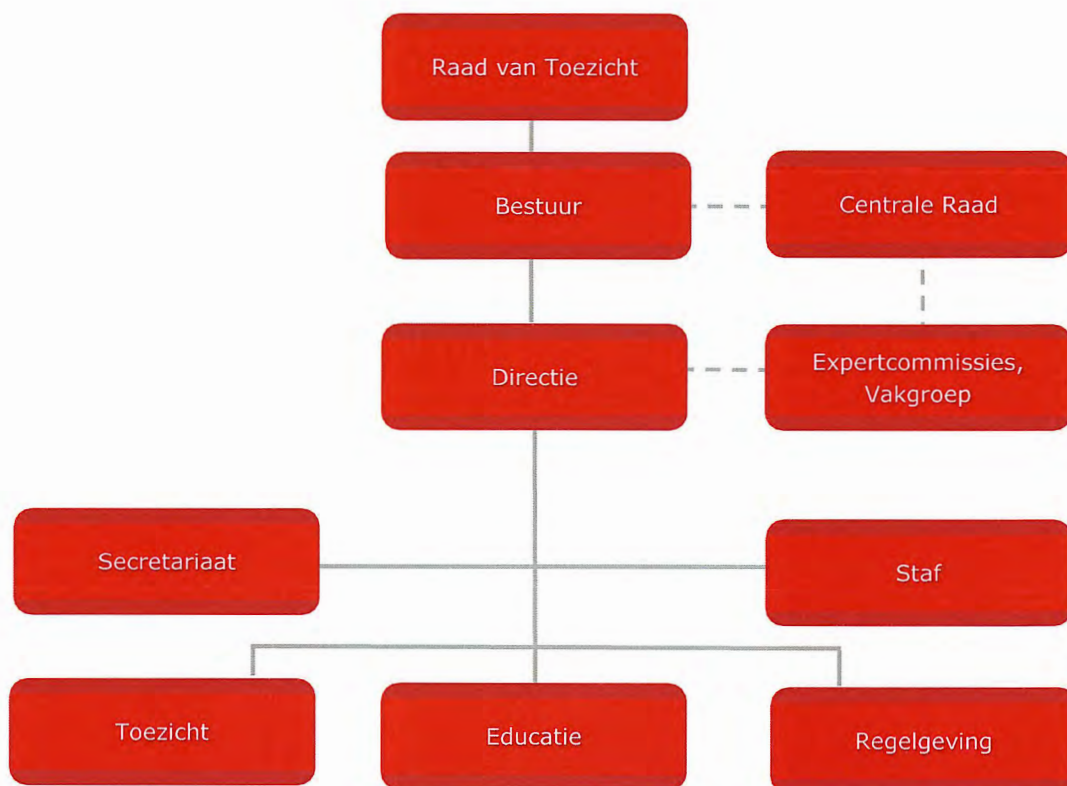 Raad van Toezicht
Bestuur
Centrale Raad
Directie
Expertcommissies,
Vakgroep
Secretariaat
Staf
Toezicht
Educatie
Regelgeving